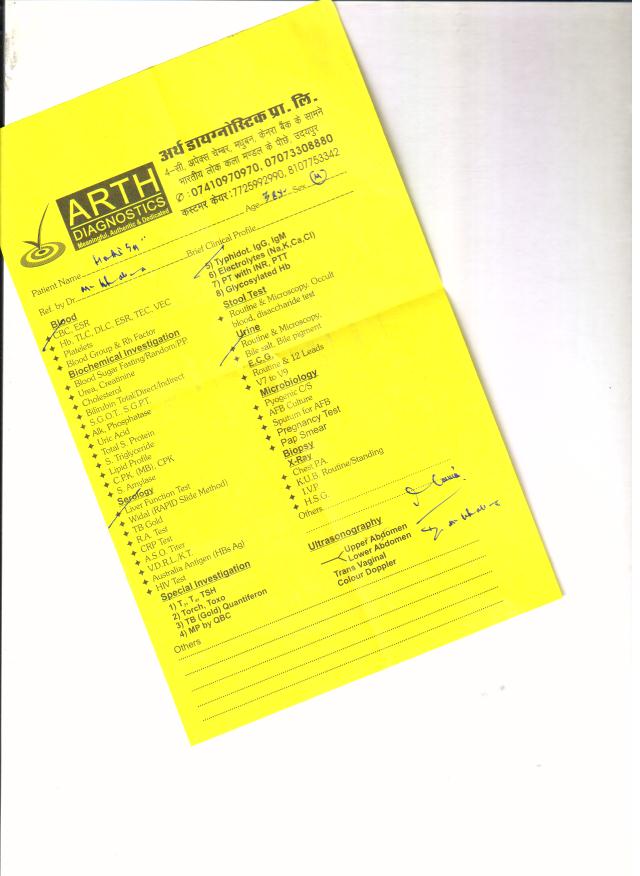 अर्थ डायग्नोस्टिक प्रा. लि.
4-सी, अपेक्स चेम्बर, मधुबन, केनरा बैंक के सामने
भारतीय लोक कला मण्डल के पीछे, उदयपुर
✆ : 07410970970, 07073308880
कस्टमर केयर : 7725992990, 8107753342
ARTH
DIAGNOSTICS
Meaningful, Authentic & Dedicated
Patient Name Age Sex M
Ref. by Dr. Brief Clinical Profile
Blood
CBC, ESR
Hb, TLC, DLC, ESR, TEC, VEC
Platelets
Blood Group & Rh Factor
Biochemical Investigation
Blood Sugar Fasting/Random/PP
Urea, Creatinine
Cholesterol
Bilirubin Total/Direct/Indirect
S.G.O.T., S.G.P.T.
Alk. Phosphatase
Uric Acid
Total S. Protein
S. Triglyceride
Lipid Profile
C.P.K. (MB), CPK
S. Amylase
Serology
Liver Function Test
Widal (RAPID Slide Method)
TB Gold
R.A. Test
CRP Test
A.S.O. Titer
V.D.R.L./K.T.
Australia Antigen (HBs Ag)
HIV Test
Special Investigation
1) T₃, T₄, TSH
2) Torch, Toxo
3) TB (Gold) Quantiferon
4) MP by QBC
5) Typhidot. IgG, IgM
6) Electrolytes (Na,K,Ca,Cl)
7) PT with INR, PTT
8) Glycosylated Hb
Stool Test
Routine & Microscopy, Occult
blood, disaccharide test
Urine
Routine & Microscopy,
Bile salt, Bile pigment
E.C.G.
Routine & 12 Leads
V7 to V9
Microbiology
Pyogenic C/S
AFB Culture
Sputum for AFB
Pregnancy Test
Pap Smear
Biopsy
X-Ray
Chest P.A.
K.U.B. Routine/Standing
I.V.P.
H.S.G.
Others
Ultrasonography
Upper Abdomen
Lower Abdomen
Trans Vaginal
Colour Doppler
Others